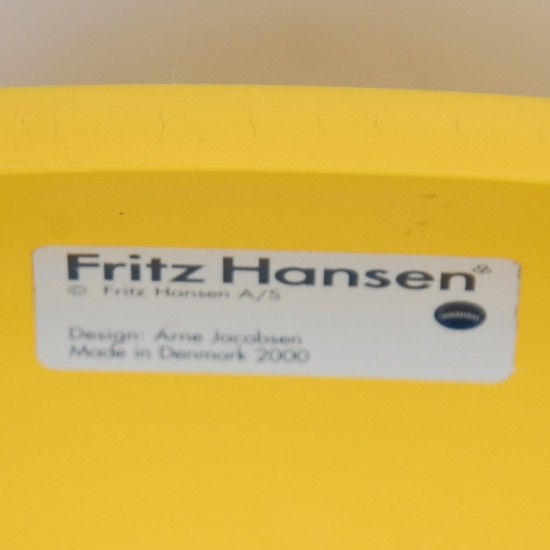 Fritz Hansen
© Fritz Hansen A/S
Design: Arne Jacobsen
Made in Denmark 2000